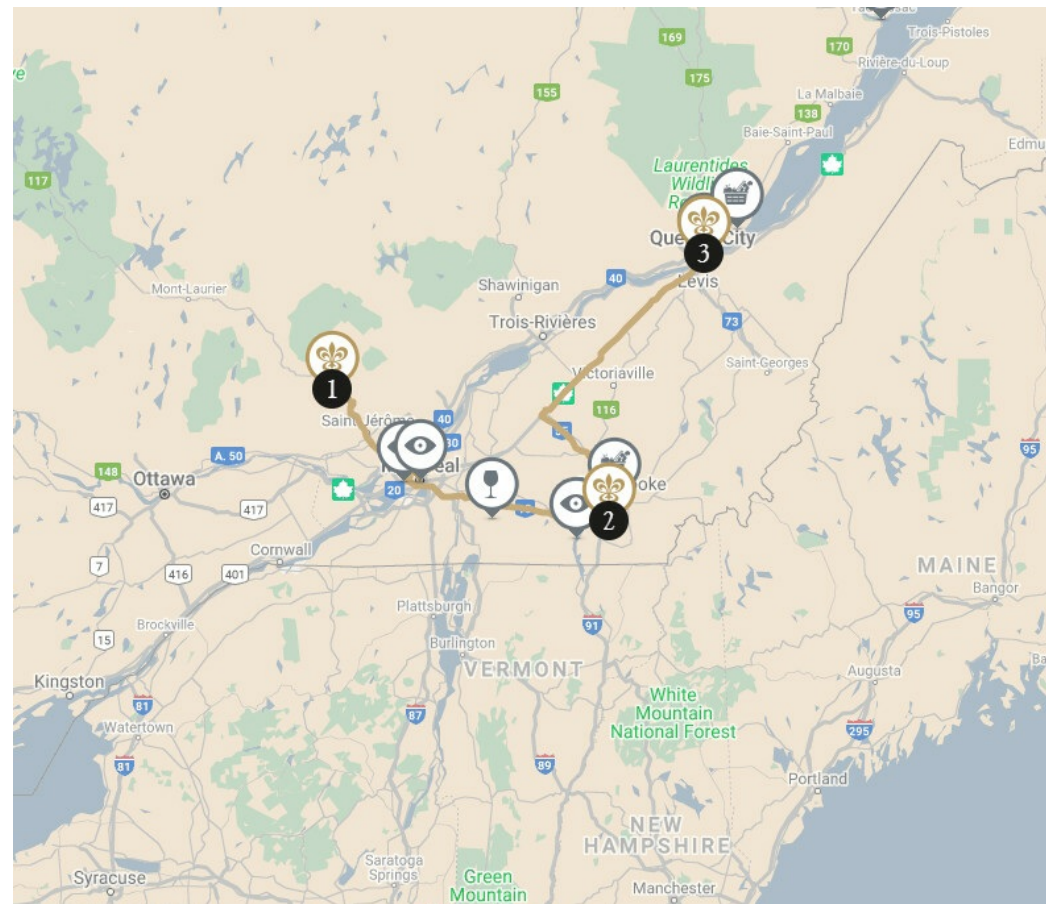 Trois-Pistoles
169
170
Rivière-du-Loup
175
155
La Malbaie
138
Baie-Saint-Paul
Edmu
117
Laurentides
Wildli
R
City
3
Lévis
40
Shawinigan
Mont-Laurier
Trois-Rivières
73
Saint-Georges
Victoriaville
1
116
Saint-Jérôme
40
30
A. 50
95
148
Ottawa
20
417
417
2
Cornwall
7
416
401
MAINE
Bangor
Plattsburgh
95
Brockville
91
15
Burlington
VERMONT
Augusta
Kingston
White
Mountain
National Forest
81
87
Watertown
295
81
89
Portland
NEW
HAMPSHIRE
Saratoga
Springs
Syracuse
Green
Mountain
Manchester